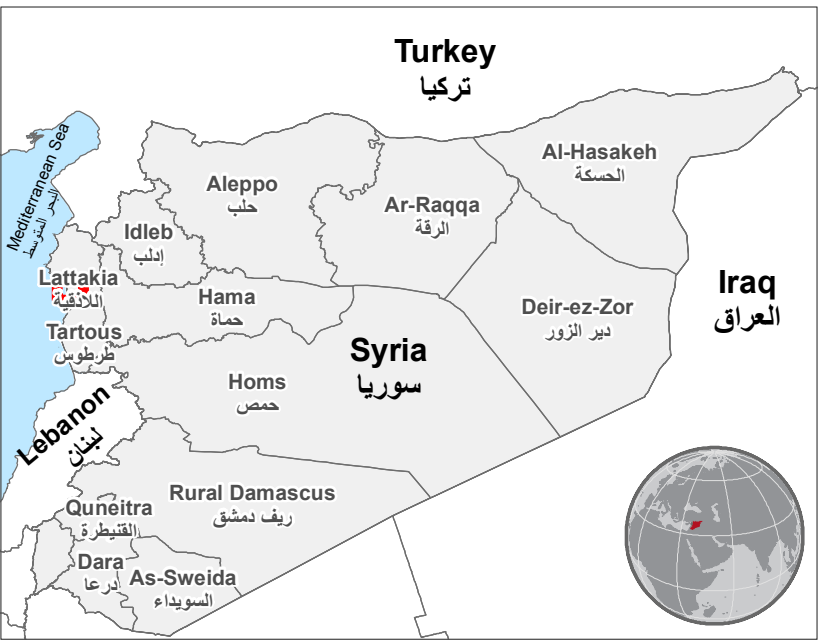 Turkey
تركيا
Mediterranean Sea
البحر المتوسط
Al-Hasakeh
الحسكة
Aleppo
حلب
Ar-Raqqa
الرقة
Idleb
إدلب
Lattakia
اللاذقية
Hama
حماة
Deir-ez-Zor
دير الزور
Iraq
العراق
Tartous
طرطوس
Syria
سوريا
Homs
حمص
Lebanon
لبنان
Rural Damascus
ريف دمشق
Quneitra
القنيطرة
Dara
درعا
As-Sweida
السويداء